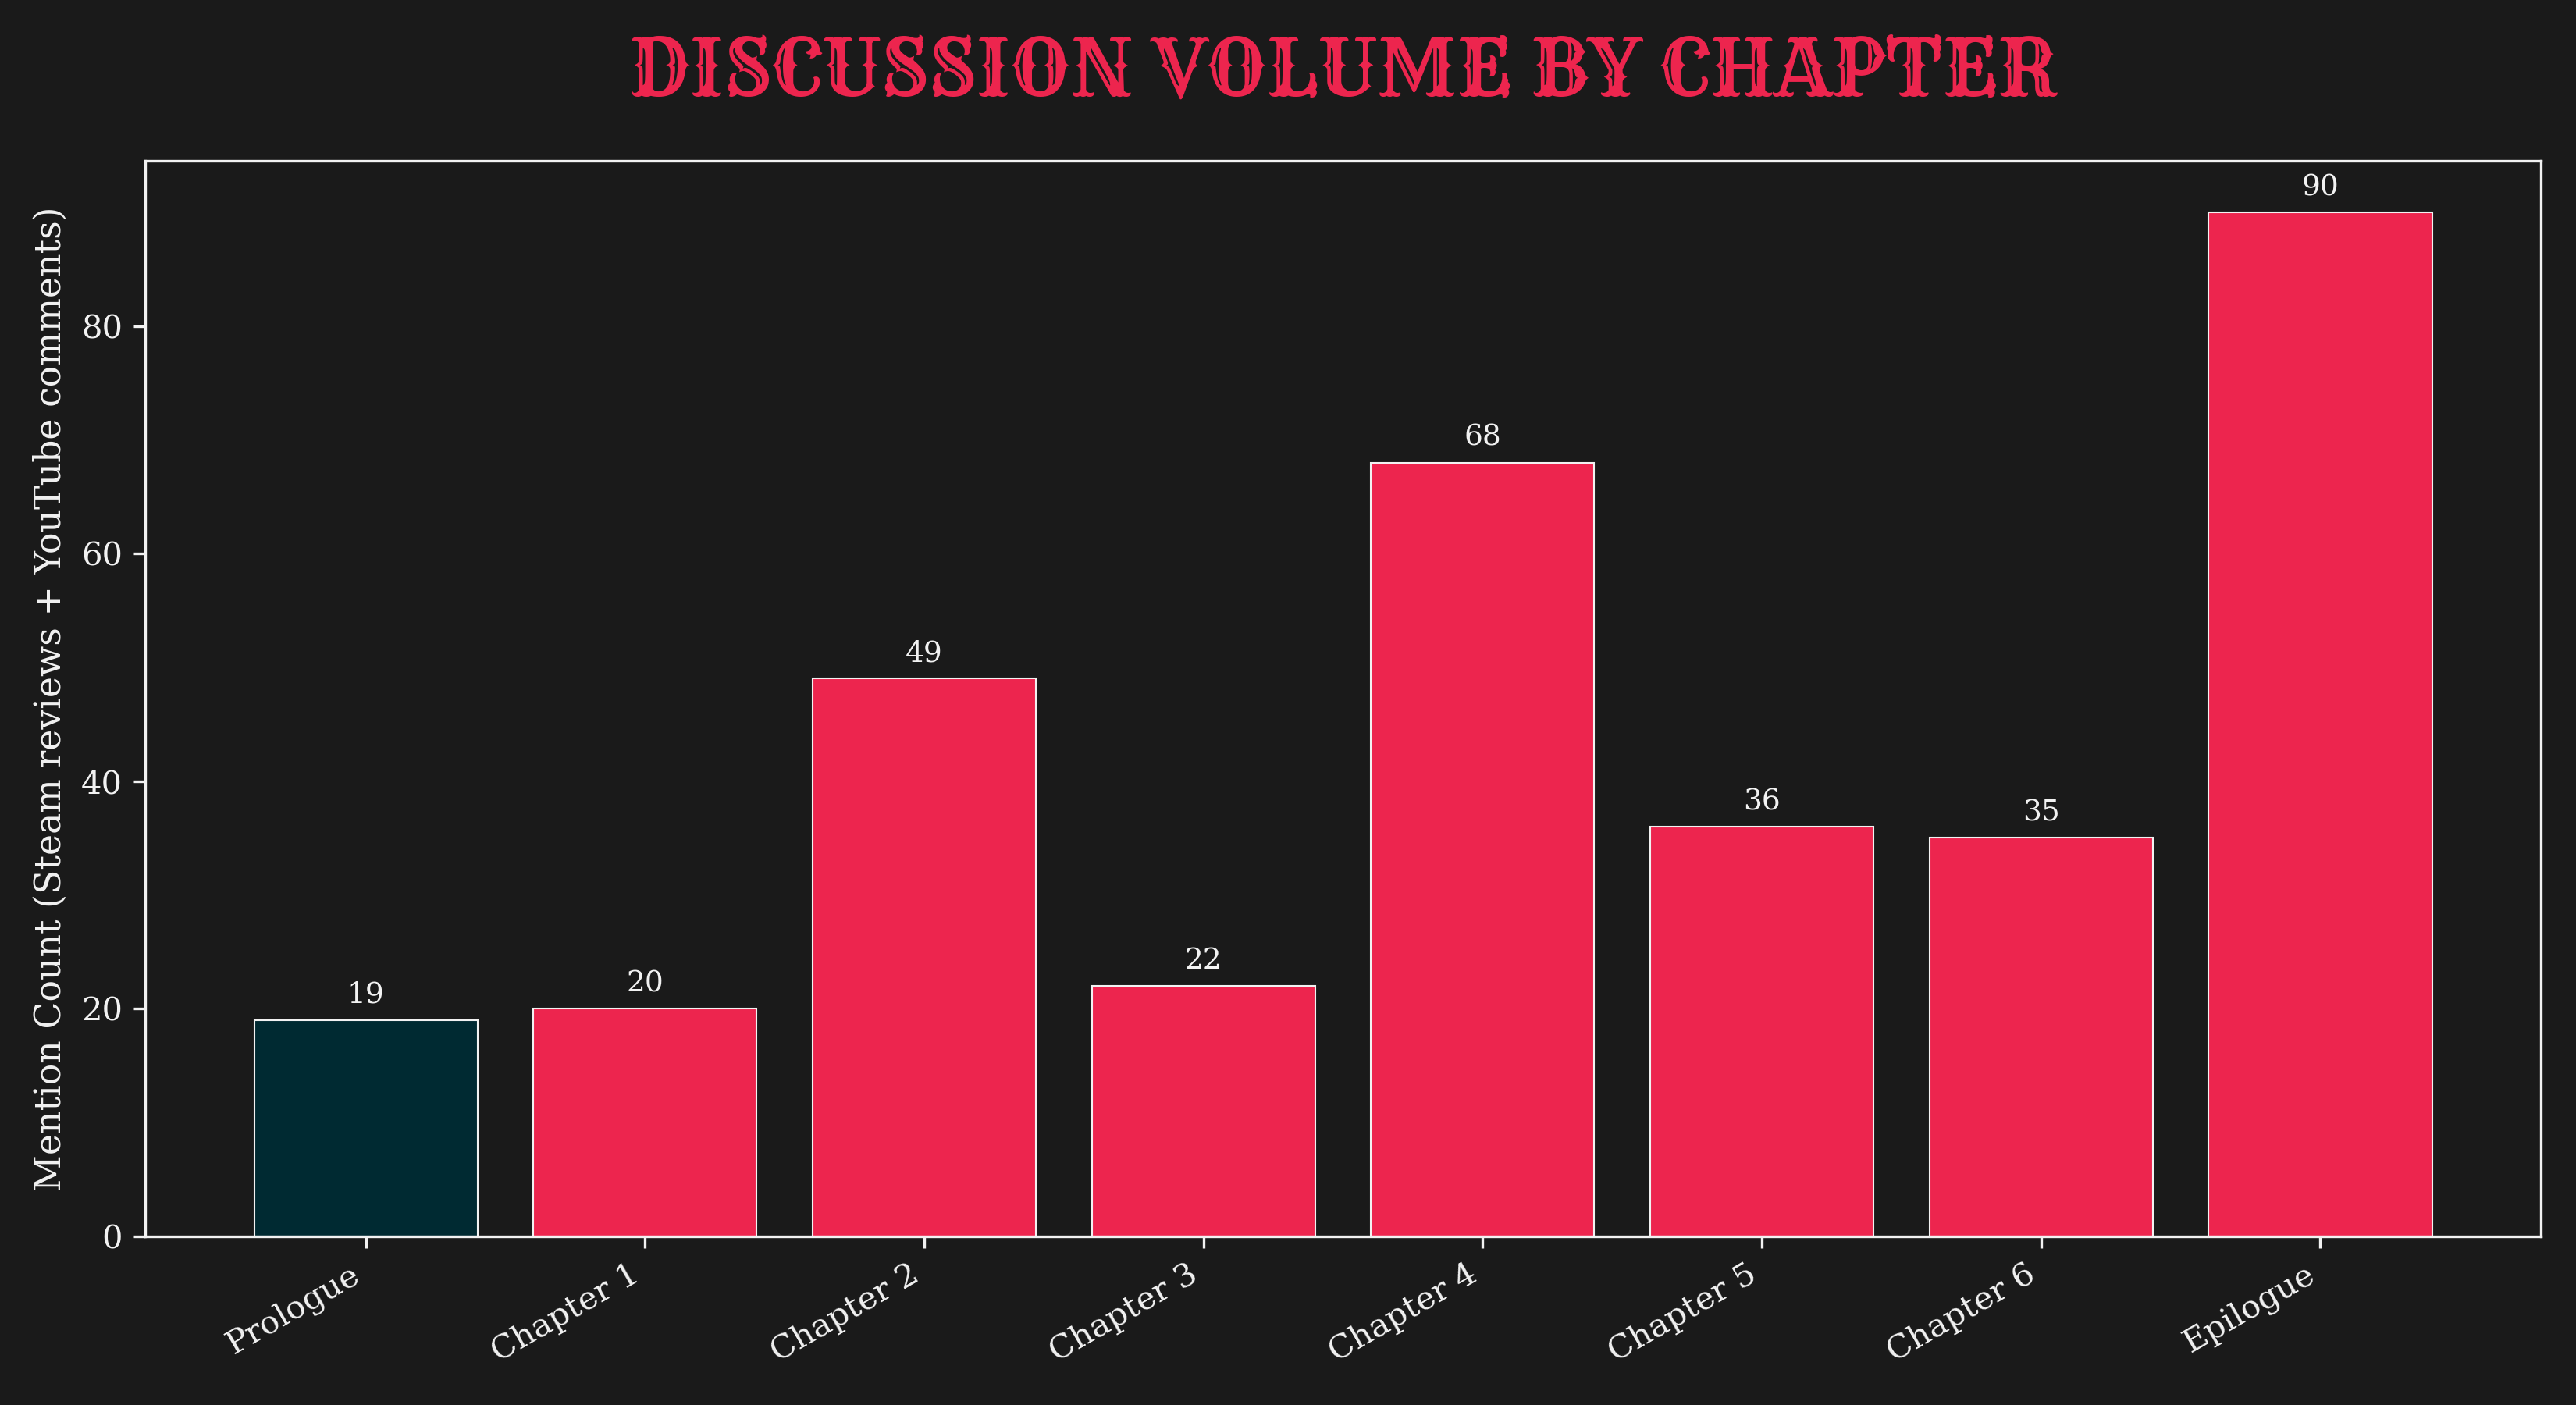 DISCUSSION VOLUME BY CHAPTER
Mention Count (Steam reviews + YouTube comments)
80
60
40
20
0
19
20
49
22
68
36
35
90
Prologue
Chapter 1
Chapter 2
Chapter 3
Chapter 4
Chapter 5
Chapter 6
Epilogue